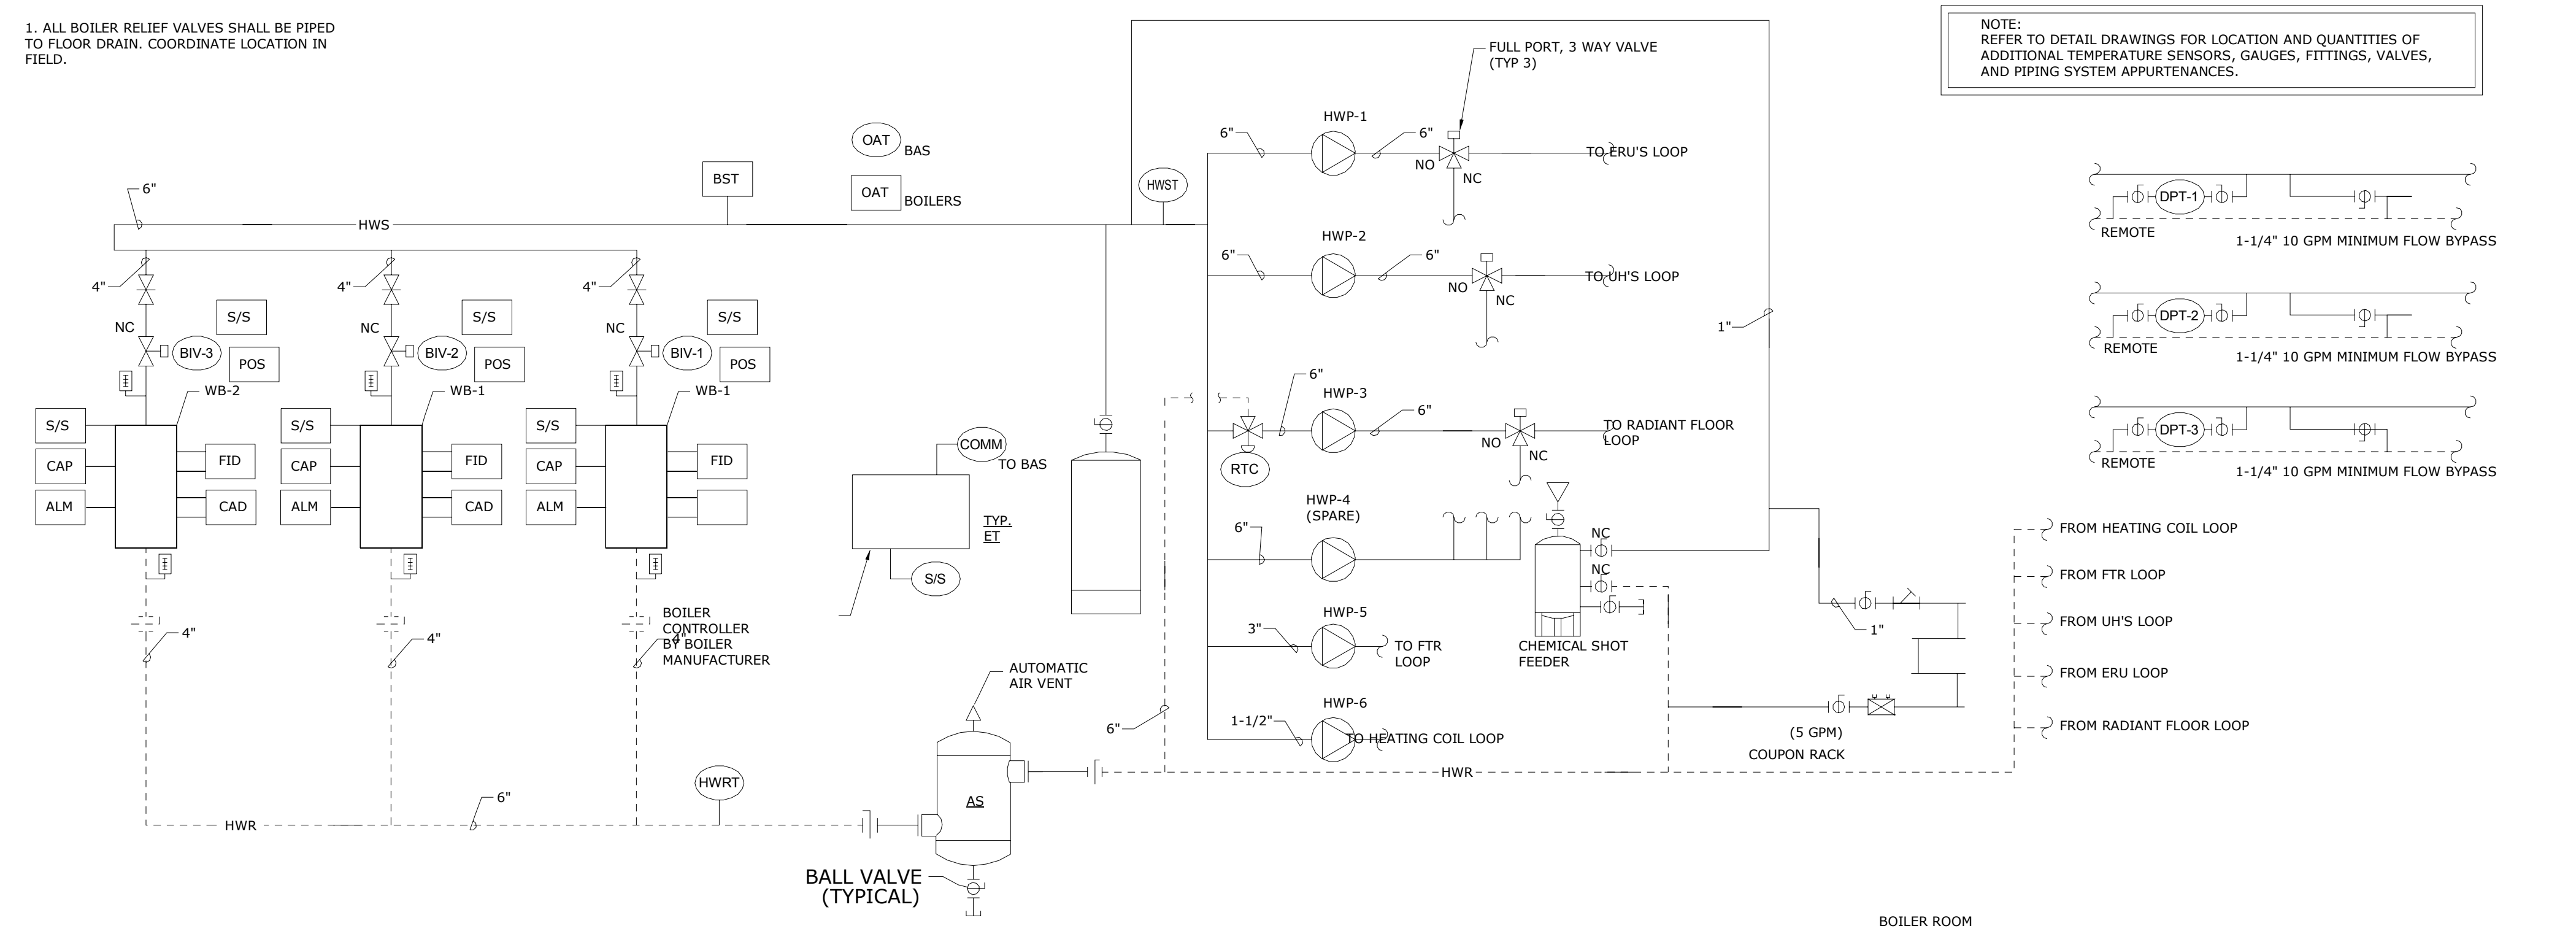 1. ALL BOILER RELIEF VALVES SHALL BE PIPED
TO FLOOR DRAIN. COORDINATE LOCATION IN
FIELD.
NOTE:
REFER TO DETAIL DRAWINGS FOR LOCATION AND QUANTITIES OF
ADDITIONAL TEMPERATURE SENSORS, GAUGES, FITTINGS, VALVES,
AND PIPING SYSTEM APPURTENANCES.
6"
HWS
BST
OAT
BAS
OAT
BOILERS
HWST
4"
4"
4"
NC
NC
NC
S/S
S/S
S/S
BIV-3
BIV-2
BIV-1
POS
POS
POS
WB-2
WB-1
WB-1
S/S
CAP
ALM
FID
CAD
S/S
CAP
ALM
FID
CAD
S/S
CAP
ALM
FID
4"
4"
4"
BOILER
CONTROLLER
BY BOILER
MANUFACTURER
COMM
TO BAS
TYP.
ET
S/S
HWR
6"
HWRT
AUTOMATIC
AIR VENT
AS
BALL VALVE
(TYPICAL)
FULL PORT, 3 WAY VALVE
(TYP 3)
6"
HWP-1
6"
NO
NC
TO ERU'S LOOP
6"
HWP-2
6"
NO
NC
TO UH'S LOOP
6"
HWP-3
6"
NO
NC
TO RADIANT FLOOR
LOOP
RTC
6"
HWP-4
(SPARE)
NC
NC
CHEMICAL SHOT
FEEDER
3"
HWP-5
TO FTR
LOOP
1-1/2"
HWP-6
TO HEATING COIL LOOP
6"
HWR
1"
1"
(5 GPM)
COUPON RACK
DPT-1
REMOTE
1-1/4" 10 GPM MINIMUM FLOW BYPASS
DPT-2
REMOTE
1-1/4" 10 GPM MINIMUM FLOW BYPASS
DPT-3
REMOTE
1-1/4" 10 GPM MINIMUM FLOW BYPASS
FROM HEATING COIL LOOP
FROM FTR LOOP
FROM UH'S LOOP
FROM ERU LOOP
FROM RADIANT FLOOR LOOP
BOILER ROOM